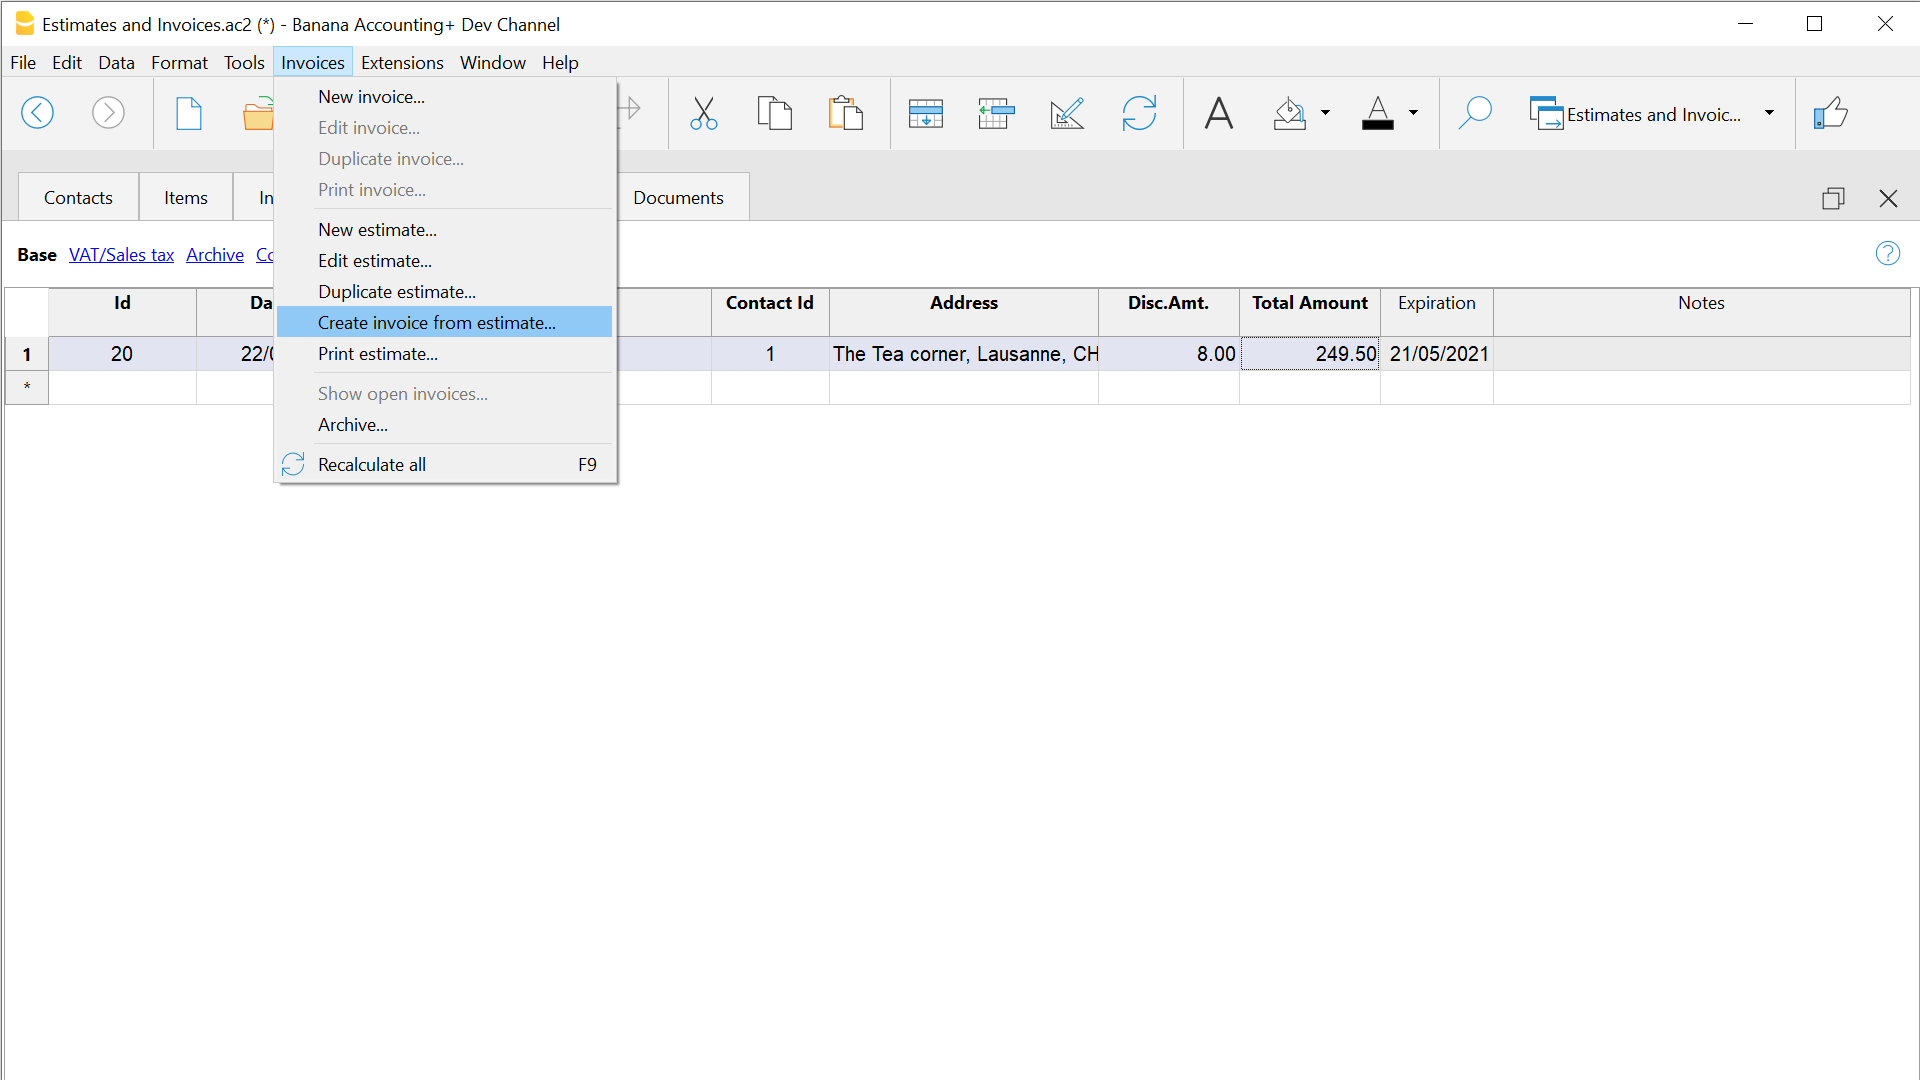 Estimates and Invoices.ac2 (*) - Banana Accounting+ Dev Channel
File Edit Data Format Tools Invoices Extensions Window Help
Estimates and Invoic...
New invoice...
Edit invoice...
Duplicate invoice...
Print invoice...
New estimate...
Edit estimate...
Duplicate estimate...
Create invoice from estimate...
Print estimate...
Show open invoices...
Archive...
Recalculate all F9
Contacts Items In Documents
Base VAT/Sales tax Archive Co
Id Da Contact Id Address Disc.Amt. Total Amount Expiration Notes
1 20 22/0 1 The Tea corner, Lausanne, CH 8.00 249.50 21/05/2021
*